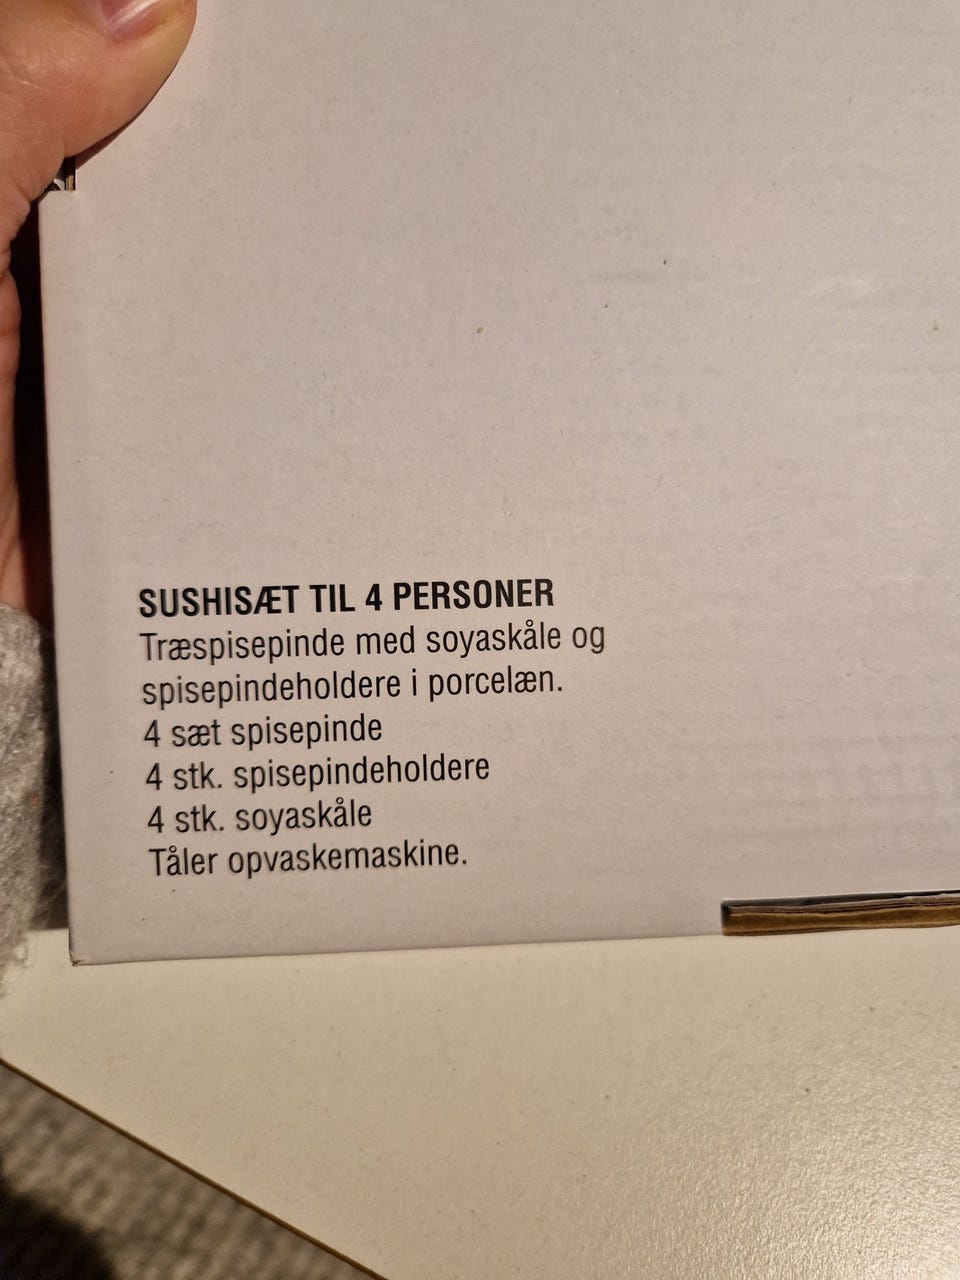 SUSHISÆT TIL 4 PERSONER
Træspisepinde med soyaskåle og
spisepindeholdere i porcelæn.
4 sæt spisepinde
4 stk. spisepindeholdere
4 stk. soyaskåle
Tåler opvaskemaskine.